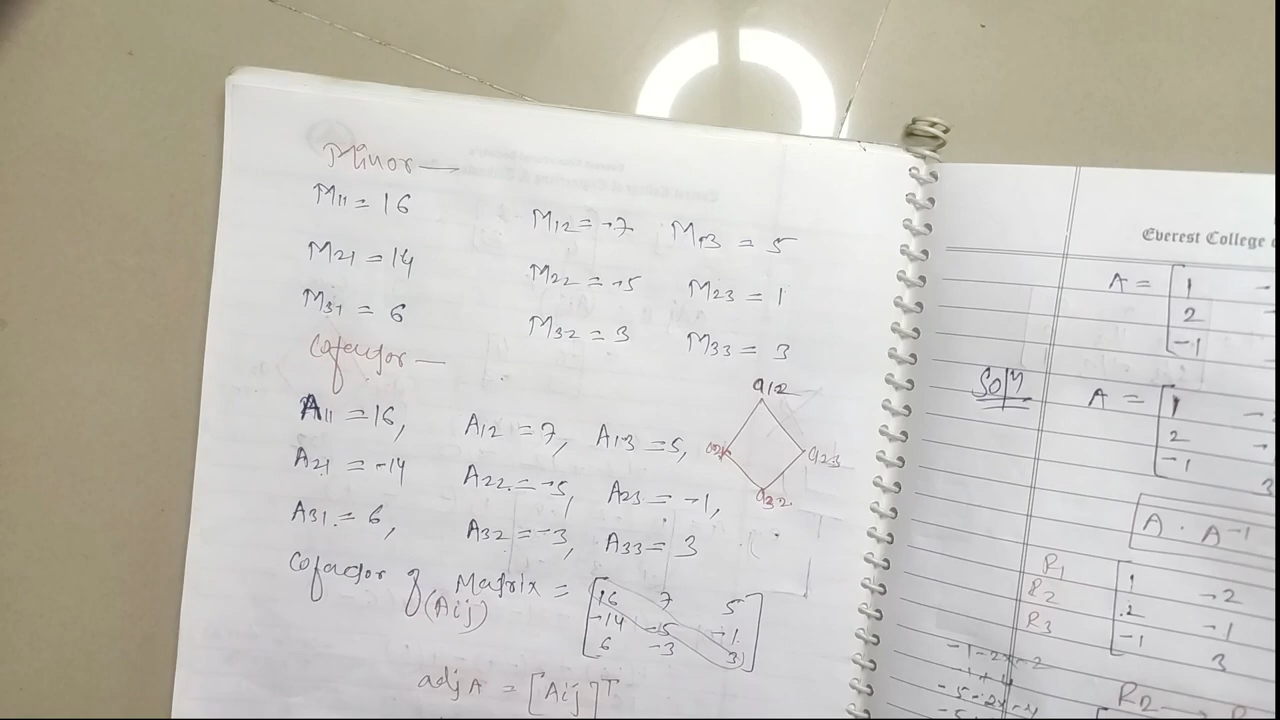 Minor —
M11 = 16 M12 = -7 M13 = 5
M21 = 14 M22 = -5 M23 = 1
M31 = 6 M32 = 3 M33 = 3
Cofactor —
A11 = 16, A12 = 7, A13 = 5,
A21 = -14 A22 = -5, A23 = -1,
A31 = 6, A32 = -3, A33 = 3
a12
a21 a23
a32
Cofactor of Matrix = [16 7 5
(Aij) -14 -5 -1
6 -3 3]
adj A = [Aij]T
Everest College
A = [1
2
-1
Soln A = [1
2
-1 3
A . A-1
R1 [1 -2
R2 2 -1
R3 -1 3
R2 →